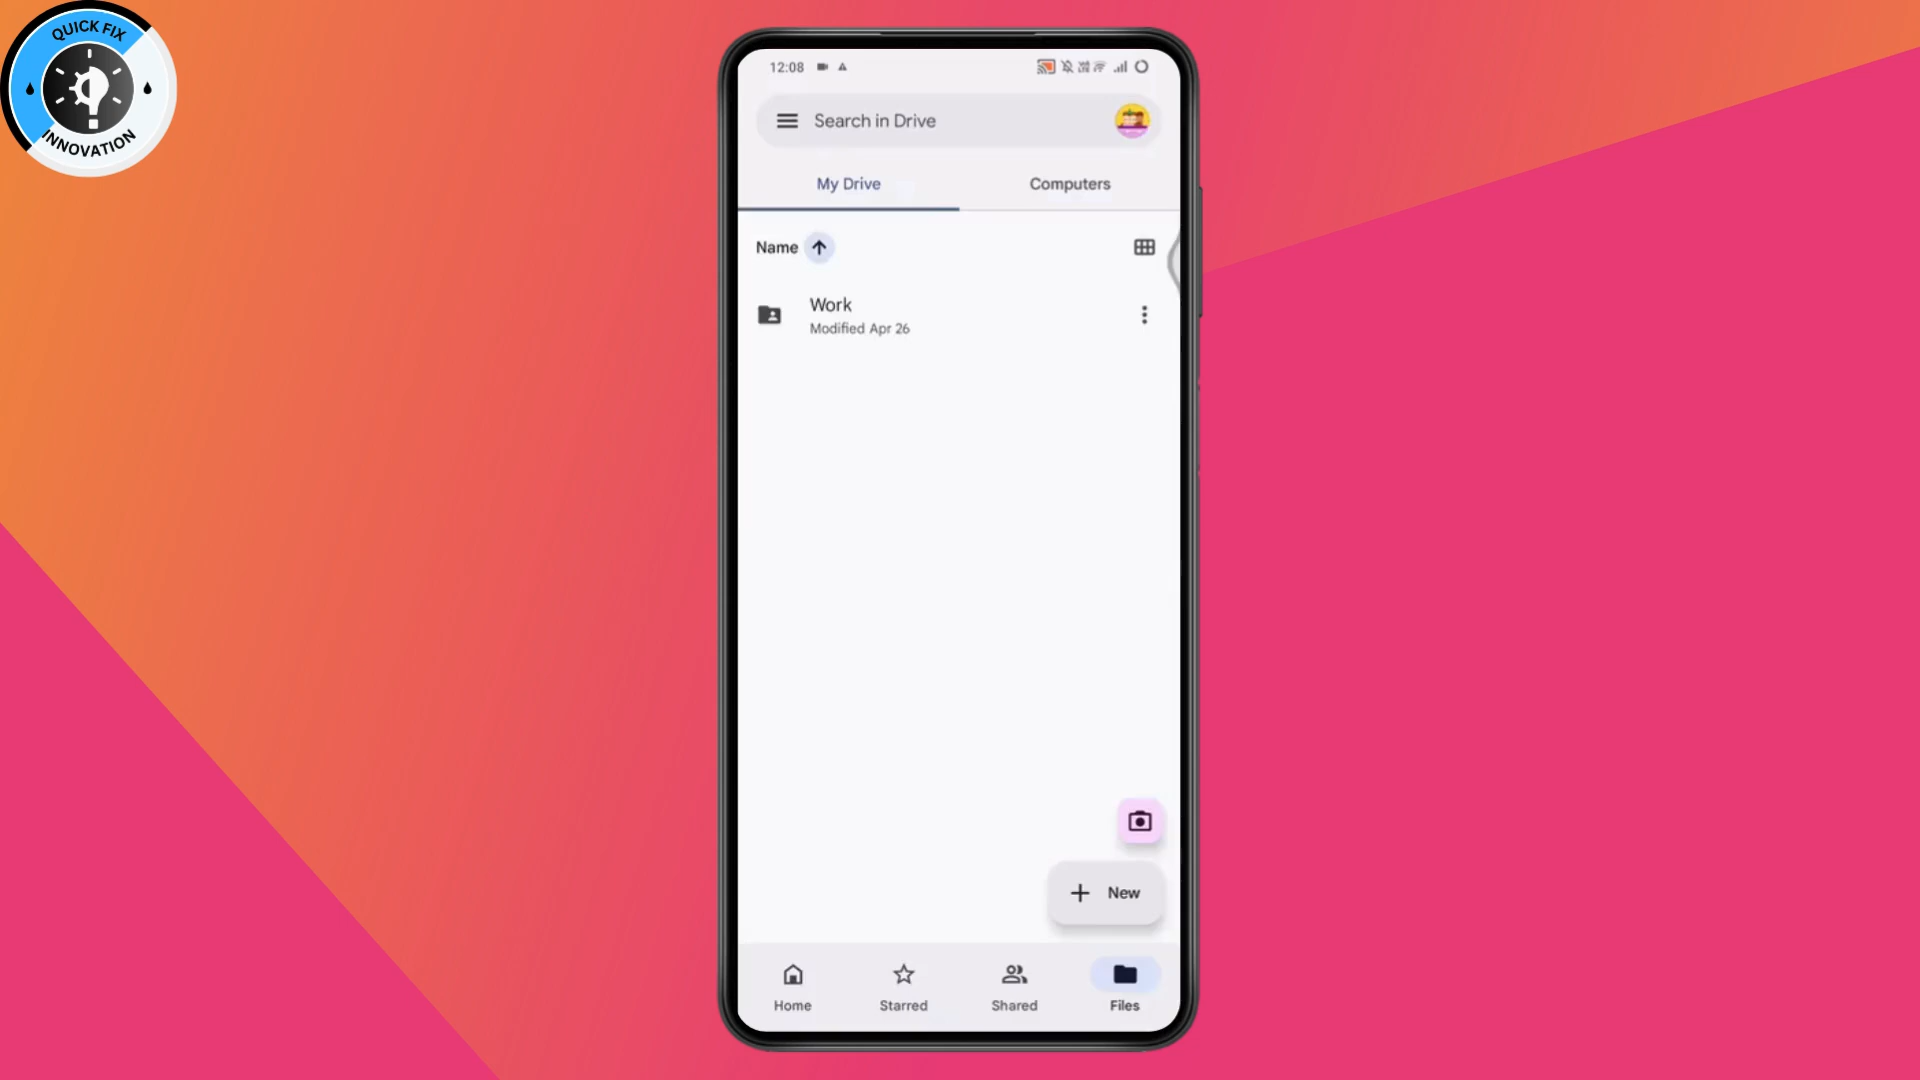 QUICK FIX
INNOVATION
12:08
Search in Drive
My Drive
Computers
Name
Work
Modified Apr 26
New
Home
Starred
Shared
Files